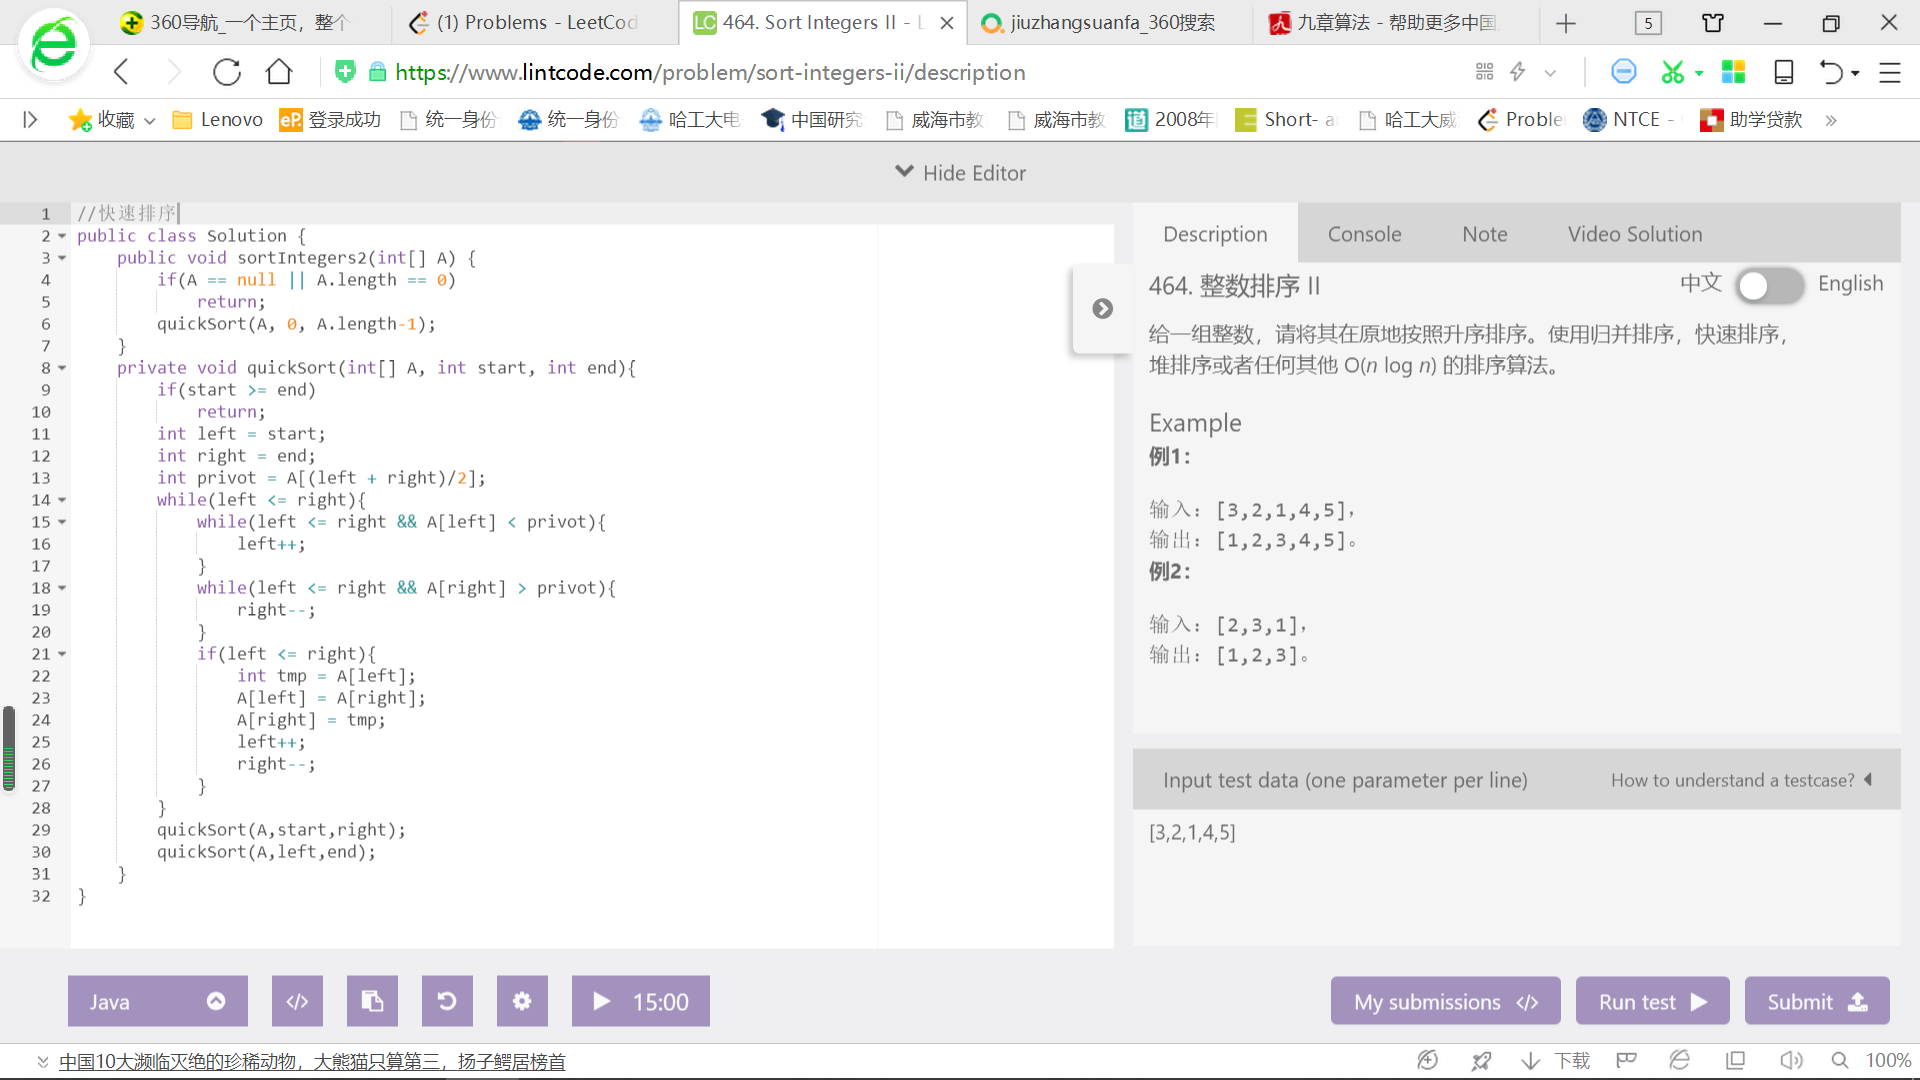 360导航_一个主页，整个
(1) Problems - LeetCod
464. Sort Integers II - L
jiuzhangsuanfa_360搜索
九章算法 - 帮助更多中国
5
https://www.lintcode.com/problem/sort-integers-ii/description
收藏
Lenovo
登录成功
统一身份
统一身份
哈工大电
中国研究
威海市教
威海市教
2008年
Short- a
哈工大威
Proble
NTCE -
助学贷款
Hide Editor
1 //快速排序
2 public class Solution {
3 public void sortIntegers2(int[] A) {
4 if(A == null || A.length == 0)
5 return;
6 quickSort(A, 0, A.length-1);
7 }
8 private void quickSort(int[] A, int start, int end){
9 if(start >= end)
10 return;
11 int left = start;
12 int right = end;
13 int privot = A[(left + right)/2];
14 while(left <= right){
15 while(left <= right && A[left] < privot){
16 left++;
17 }
18 while(left <= right && A[right] > privot){
19 right--;
20 }
21 if(left <= right){
22 int tmp = A[left];
23 A[left] = A[right];
24 A[right] = tmp;
25 left++;
26 right--;
27 }
28 }
29 quickSort(A,start,right);
30 quickSort(A,left,end);
31 }
32 }
Description
Console
Note
Video Solution
464. 整数排序 II
中文
English
给一组整数，请将其在原地按照升序排序。使用归并排序，快速排序，
堆排序或者任何其他 O(n log n) 的排序算法。
Example
例1：
输入：[3,2,1,4,5]，
输出：[1,2,3,4,5]。
例2：
输入：[2,3,1]，
输出：[1,2,3]。
Input test data (one parameter per line)
How to understand a testcase?
[3,2,1,4,5]
Java
15:00
My submissions
Run test
Submit
中国10大濒临灭绝的珍稀动物，大熊猫只算第三，扬子鳄居榜首
下载
100%